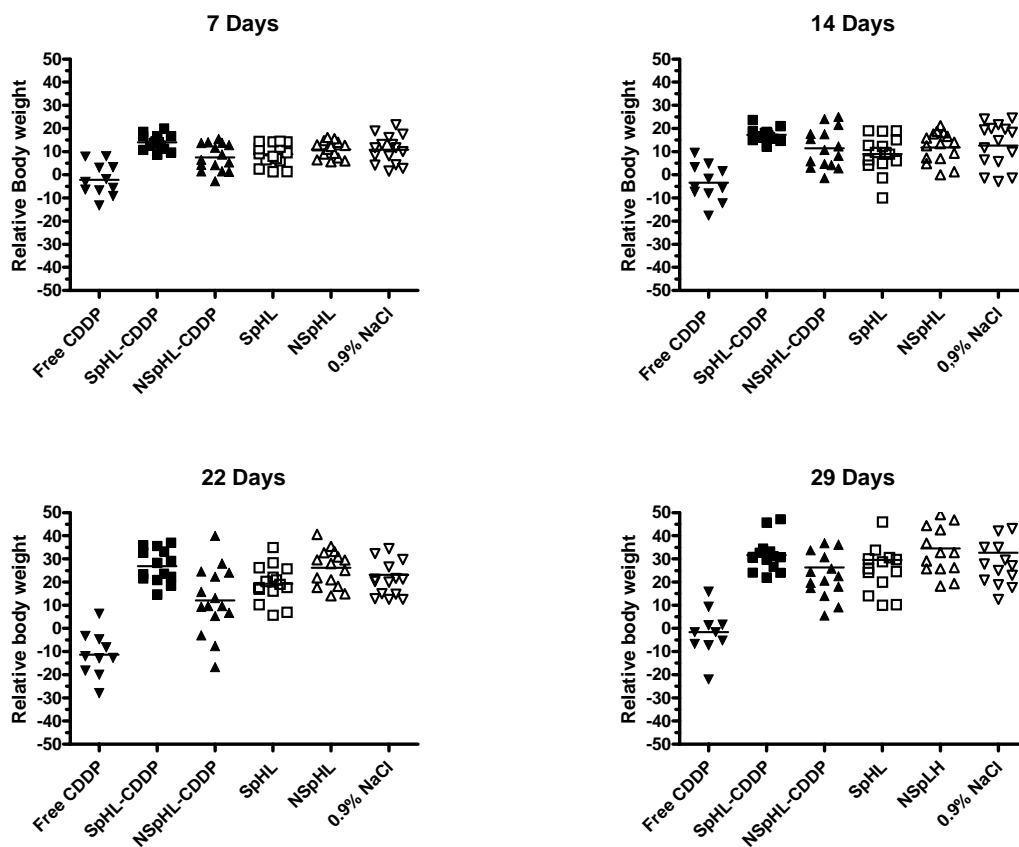 7 Days
Relative Body weight
50
40
30
20
10
0
-10
-20
-30
-40
-50
Free CDDP
SpHL-CDDP
NSpHL-CDDP
SpHL
NSpHL
0.9% NaCl
14 Days
Relative Body weight
50
40
30
20
10
0
-10
-20
-30
-40
-50
Free CDDP
SpHL-CDDP
NSpHL-CDDP
SpHL
NSpHL
0,9% NaCl
22 Days
Relative body weight
50
40
30
20
10
0
-10
-20
-30
-40
-50
Free CDDP
SpHL-CDDP
NSpHL-CDDP
SpHL
NSpHL
0.9% NaCl
29 Days
Relative body weight
50
40
30
20
10
0
-10
-20
-30
-40
-50
Free CDDP
SpHL-CDDP
NSpHL-CDDP
SpHL
NSpLH
0.9% NaCl